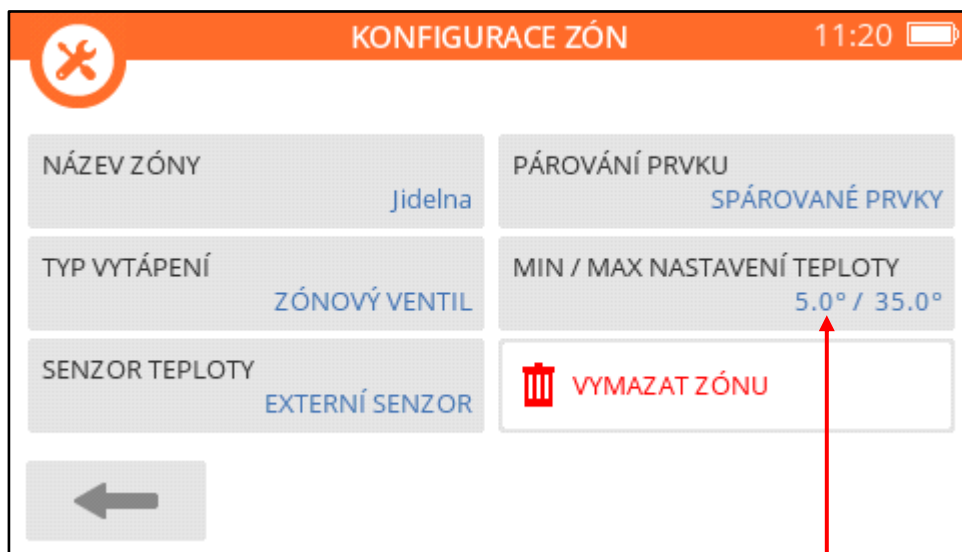 KONFIGURACE ZÓN 11:20
NÁZEV ZÓNY
Jidelna
PÁROVÁNÍ PRVKU
SPÁROVANÉ PRVKY
TYP VYTÁPENÍ
ZÓNOVÝ VENTIL
MIN / MAX NASTAVENÍ TEPLOTY
5.0° / 35.0°
SENZOR TEPLOTY
EXTERNÍ SENZOR
VYMAZAT ZÓNU